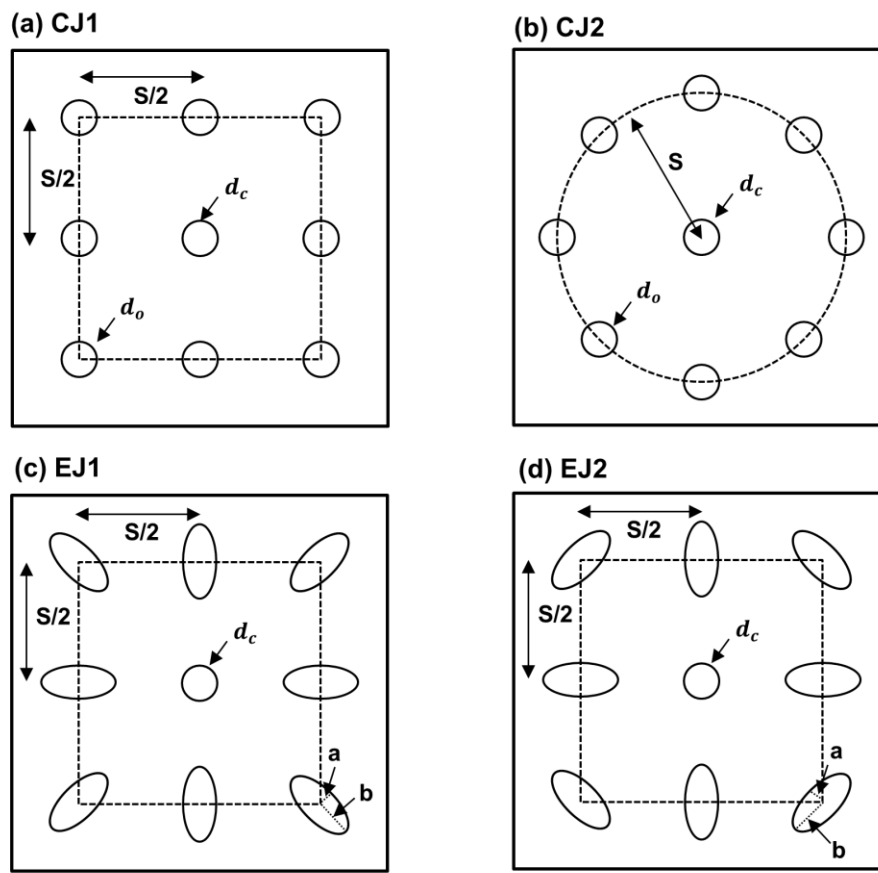 (a) CJ1
S/2
S/2
d_c
d_o
(b) CJ2
S
d_c
d_o
(c) EJ1
S/2
S/2
d_c
a
b
(d) EJ2
S/2
S/2
d_c
a
b